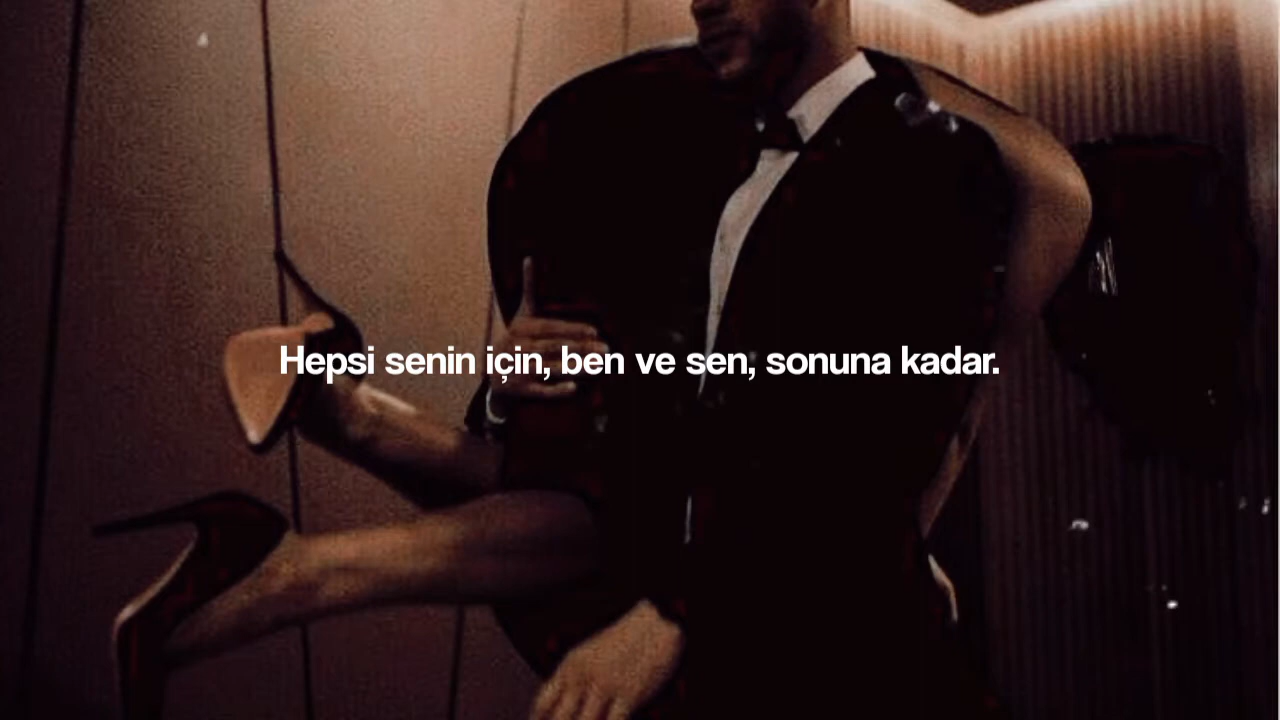 Hepsi senin için, ben ve sen, sonuna kadar.